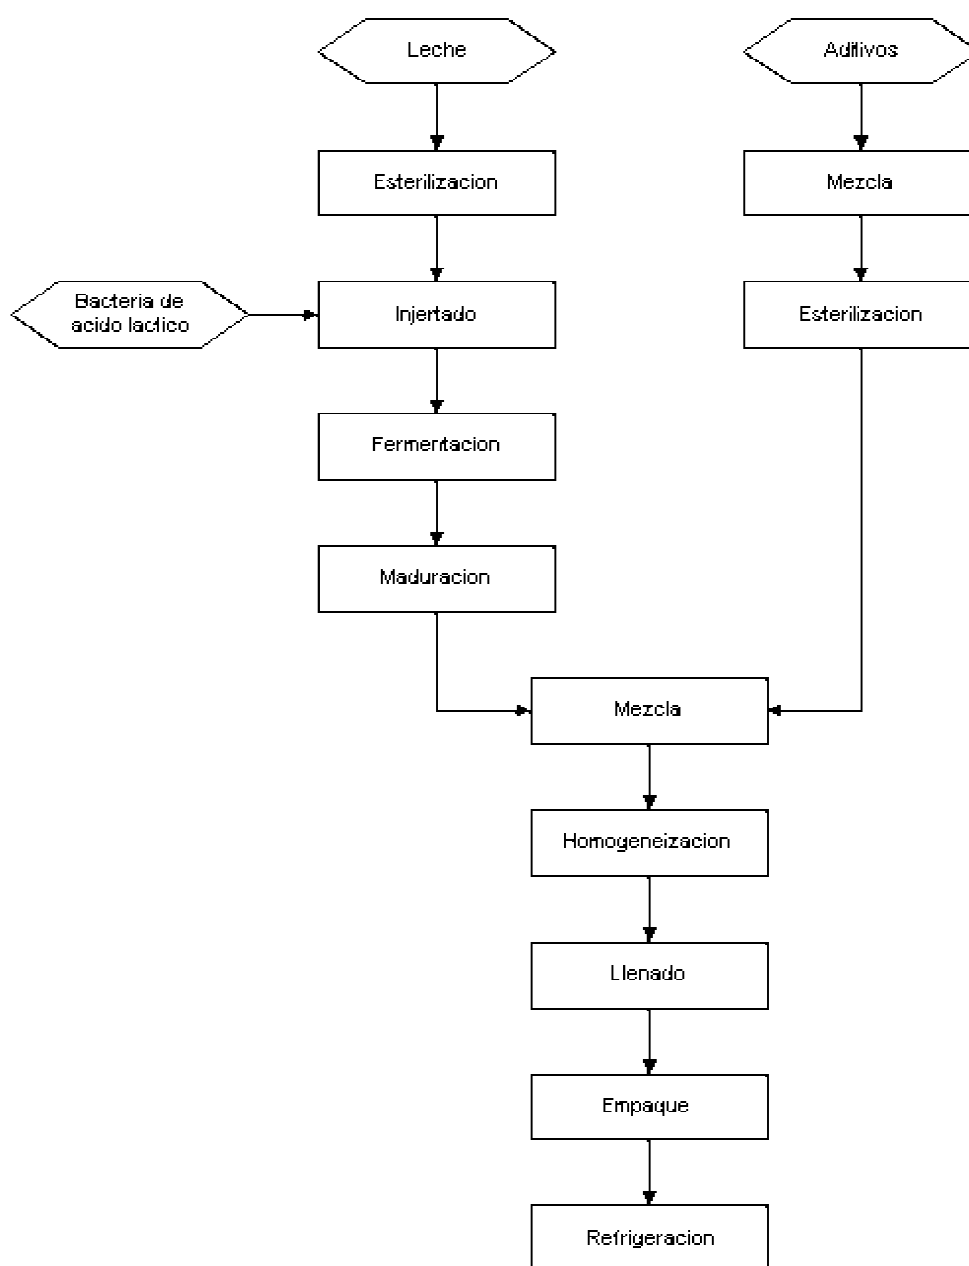 Leche
Aditivos
Esterilizacion
Mezcla
Bacteria de
acido lactico
Injertado
Esterilizacion
Fermentacion
Maduracion
Mezcla
Homogeneizacion
Llenado
Empaque
Refrigeracion